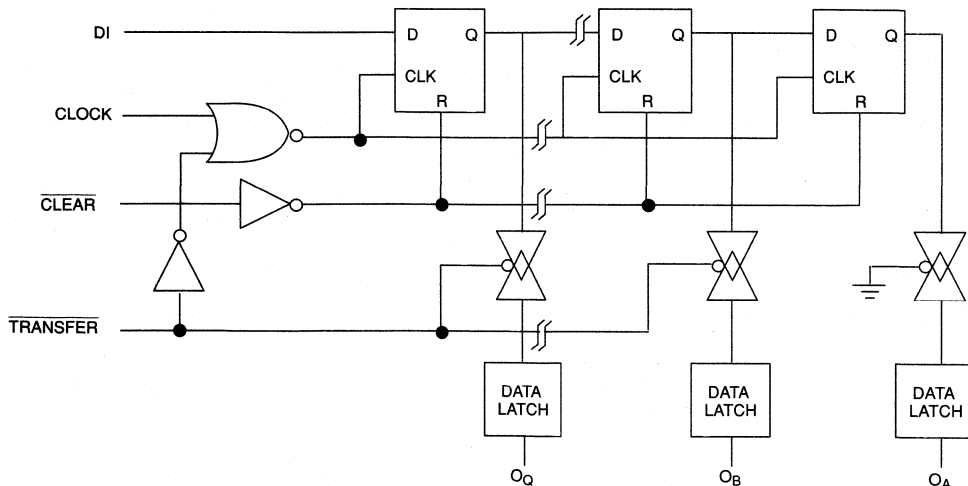 DI
D Q
CLK
R
D Q
CLK
R
D Q
CLK
R
CLOCK
CLEAR
TRANSFER
DATA
LATCH
DATA
LATCH
DATA
LATCH
OQ
OB
OA